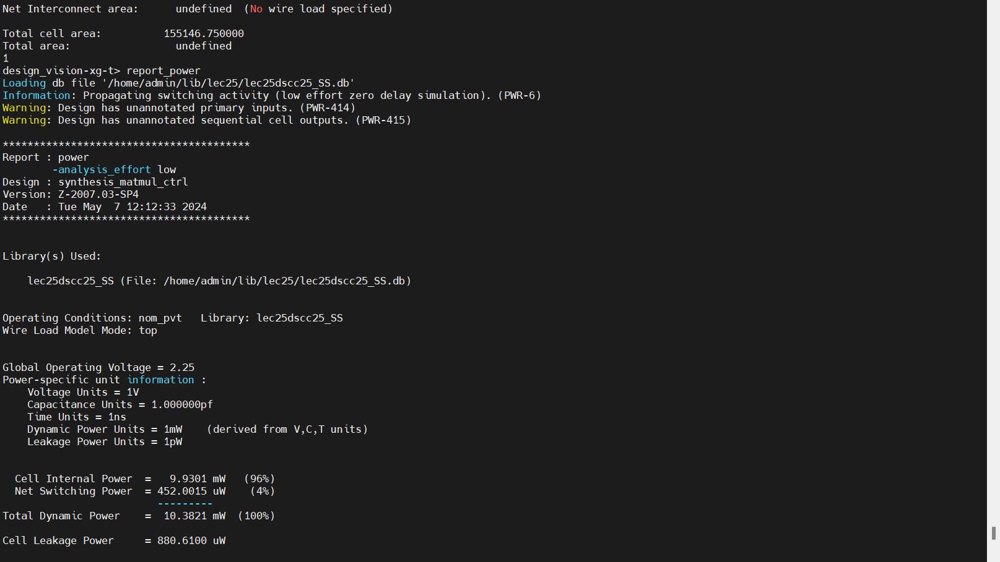 Net Interconnect area:      undefined  (No wire load specified)
Total cell area:          155146.750000
Total area:                 undefined
1
design_vision-xg-t> report_power
Loading db file '/home/admin/lib/lec25/lec25dscc25_SS.db'
Information: Propagating switching activity (low effort zero delay simulation). (PWR-6)
Warning: Design has unannotated primary inputs. (PWR-414)
Warning: Design has unannotated sequential cell outputs. (PWR-415)
****************************************
Report : power
        -analysis_effort low
Design : synthesis_matmul_ctrl
Version: Z-2007.03-SP4
Date   : Tue May  7 12:12:33 2024
****************************************
Library(s) Used:
    lec25dscc25_SS (File: /home/admin/lib/lec25/lec25dscc25_SS.db)
Operating Conditions: nom_pvt   Library: lec25dscc25_SS
Wire Load Model Mode: top
Global Operating Voltage = 2.25
Power-specific unit information :
    Voltage Units = 1V
    Capacitance Units = 1.000000pf
    Time Units = 1ns
    Dynamic Power Units = 1mW    (derived from V,C,T units)
    Leakage Power Units = 1pW
  Cell Internal Power  =   9.9301 mW   (96%)
  Net Switching Power  = 452.0015 uW    (4%)
                         ---------
Total Dynamic Power    =  10.3821 mW  (100%)
Cell Leakage Power     = 880.6100 uW